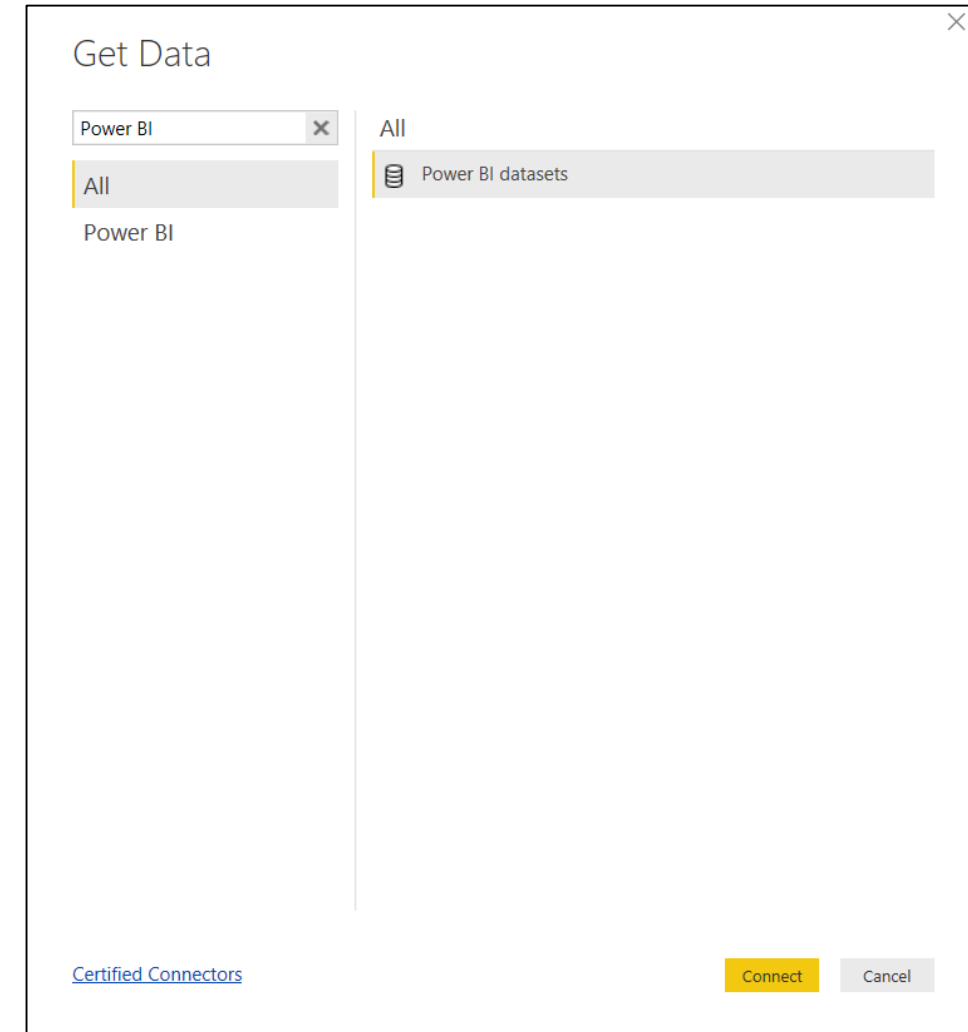 Get Data
Power BI
All
Power BI
All
Power BI datasets
Certified Connectors
Connect
Cancel